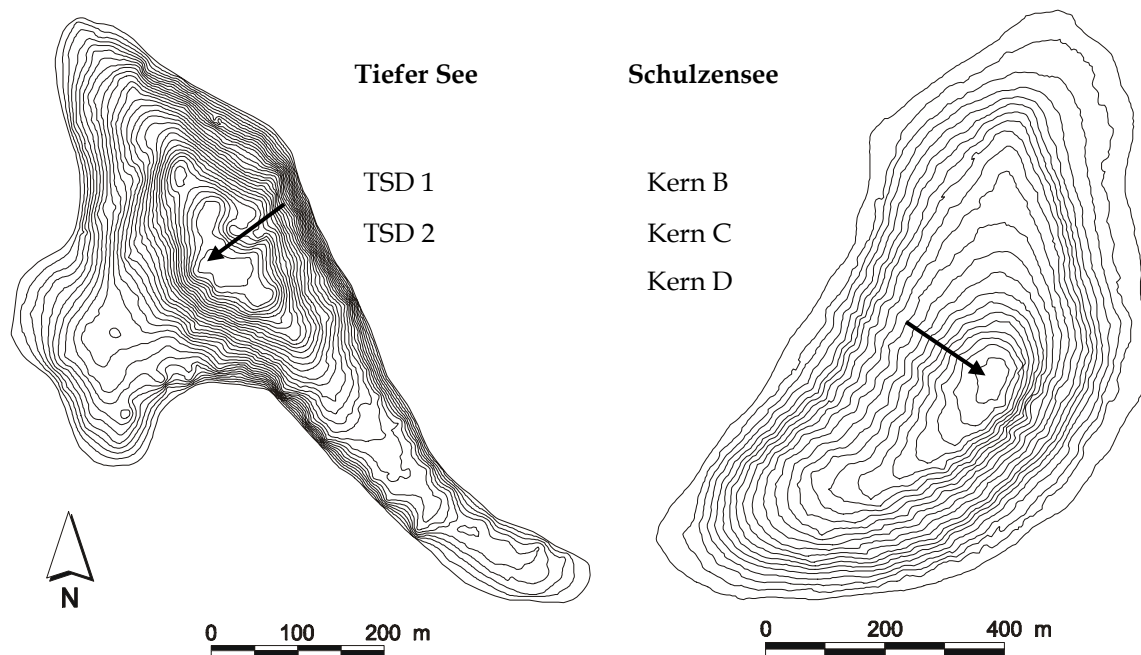 Tiefer See
Schulzensee
TSD 1
TSD 2
Kern B
Kern C
Kern D
N
0 100 200 m
0 200 400 m